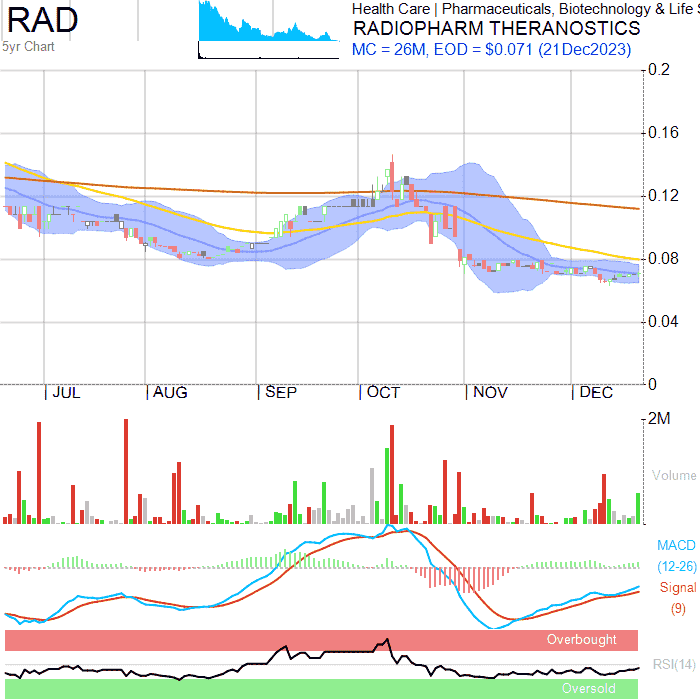 RAD
5yr Chart
Health Care | Pharmaceuticals, Biotechnology & Life S
RADIOPHARM THERANOSTICS
MC = 26M, EOD = $0.071 (21Dec2023)
0.2
0.16
0.12
0.08
0.04
0
JUL AUG SEP OCT NOV DEC
2M
Volume
MACD
(12-26)
Signal
(9)
Overbought
RSI(14)
Oversold